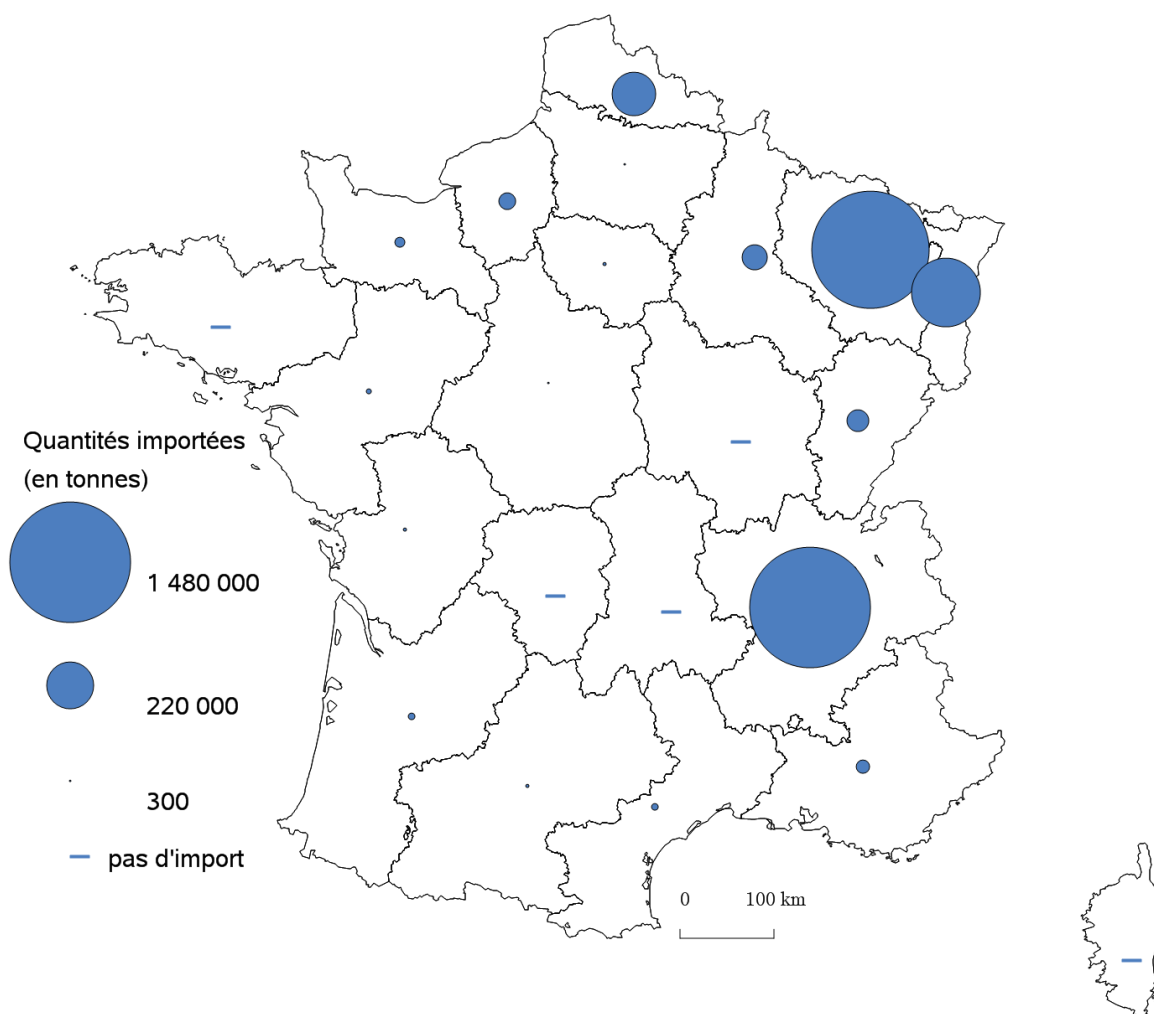 Quantités importées
(en tonnes)
1 480 000
220 000
300
pas d'import
0 100 km